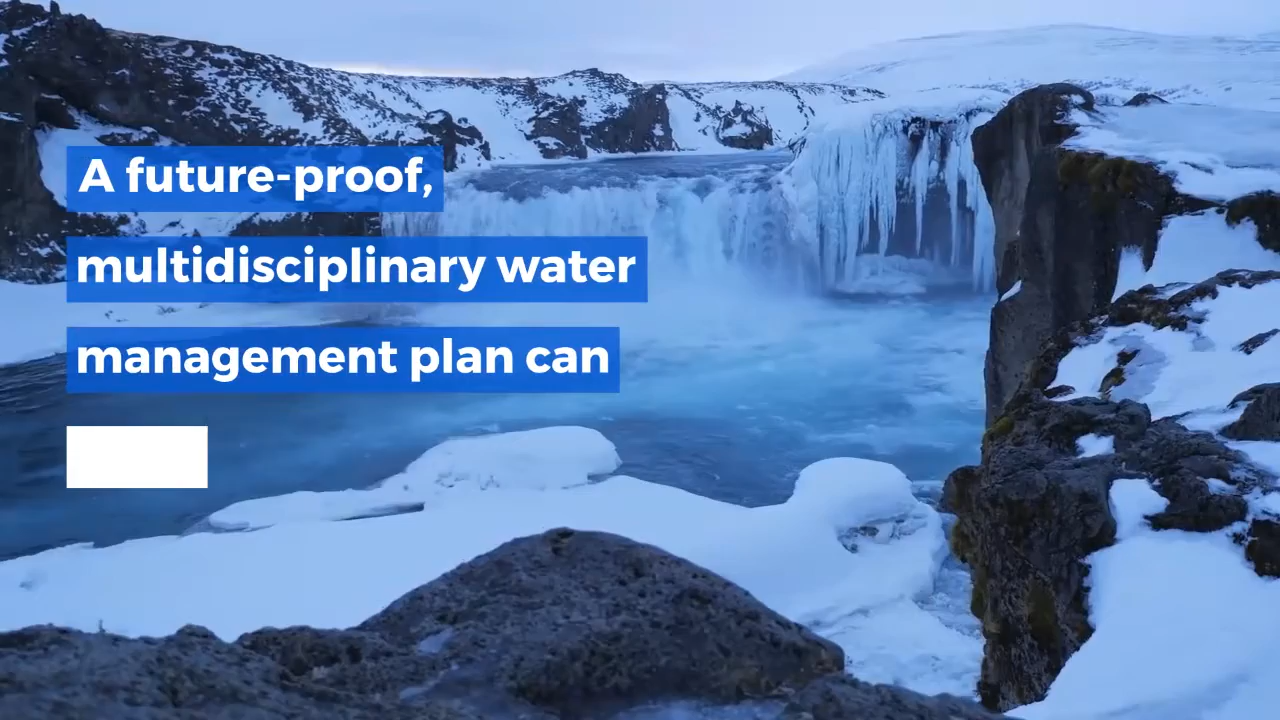 A future-proof,
multidisciplinary water
management plan can